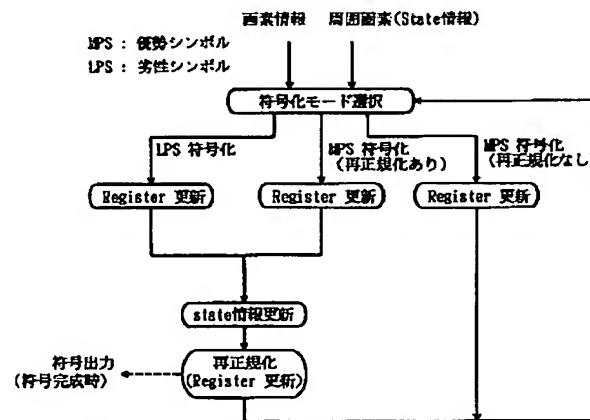 画素情報 周囲画素(State情報)
MPS : 優勢シンボル
LPS : 劣性シンボル
符号化モード選択
LPS 符号化
MPS 符号化
(再正規化あり)
MPS 符号化
(再正規化なし)
Register 更新
Register 更新
Register 更新
state情報更新
符号出力
(符号完成時)
再正規化
(Register 更新)